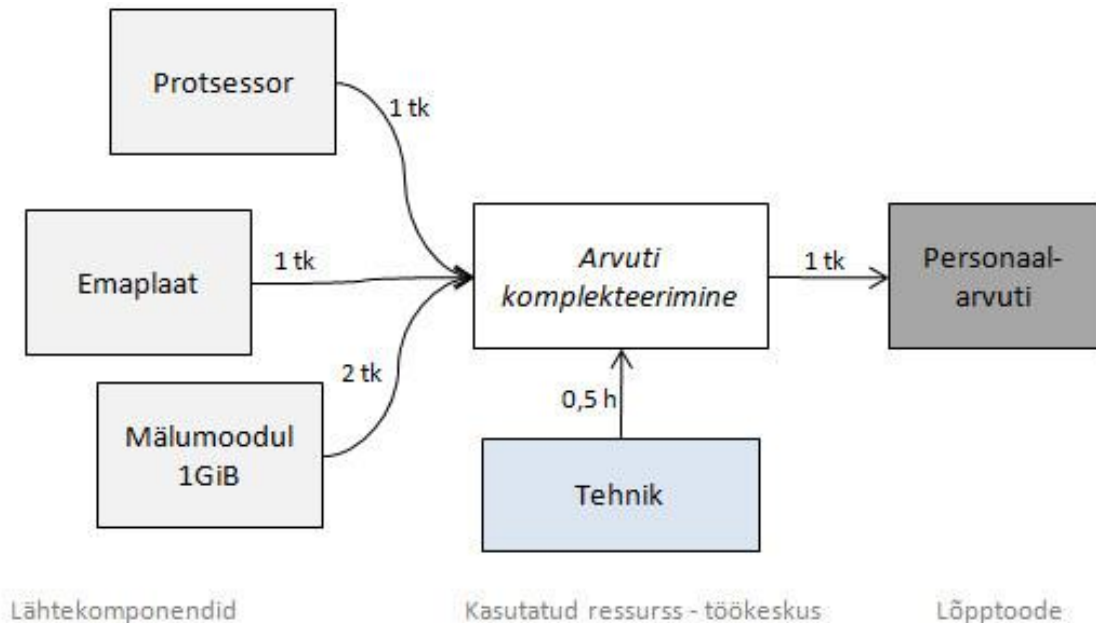 Protsessor
1 tk
Emaplaat
1 tk
Arvuti
komplekteerimine
1 tk
Personaal-
arvuti
2 tk
0,5 h
Mälumoodul
1GiB
Tehnik
Lähtekomponendid
Kasutatud ressurss - töökeskus
Lõpptoode